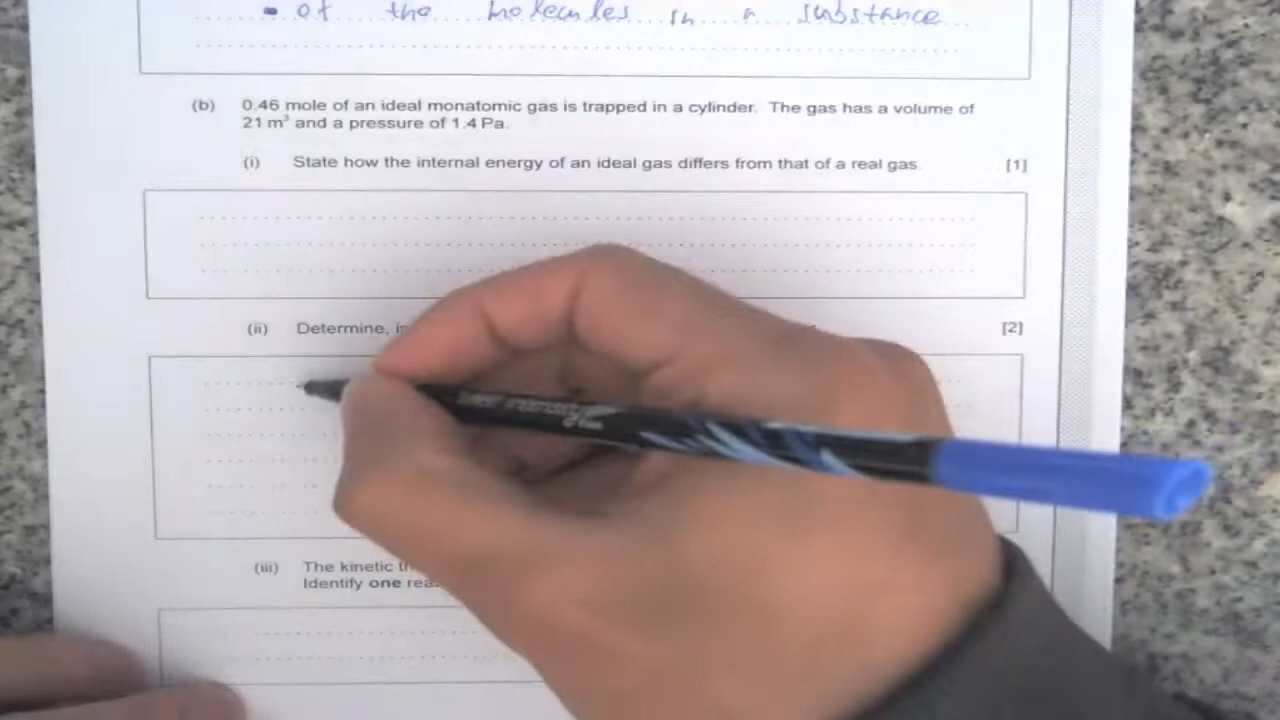 of the molecules in a substance
(b) 0.46 mole of an ideal monatomic gas is trapped in a cylinder. The gas has a volume of
21 m³ and a pressure of 1.4 Pa.
(i) State how the internal energy of an ideal gas differs from that of a real gas. [1]
(ii) Determine, [2]
(iii) The kinetic
Identify one